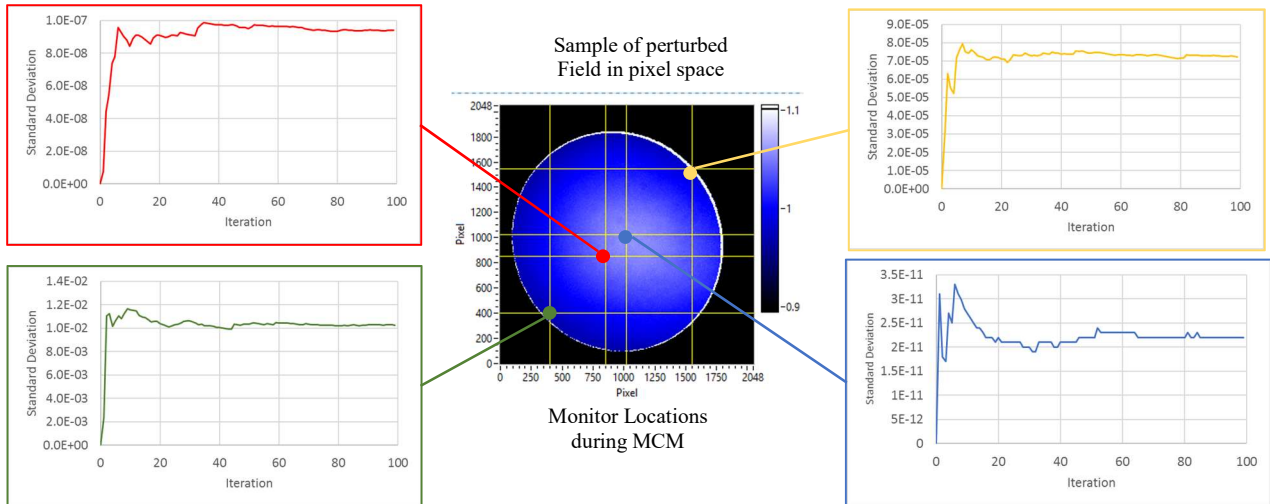 1.0E-07
8.0E-08
6.0E-08
4.0E-08
2.0E-08
0.0E+00
Standard Deviation
0 20 40 60 80 100
Iteration
Sample of perturbed
Field in pixel space
9.0E-05
8.0E-05
7.0E-05
6.0E-05
5.0E-05
4.0E-05
3.0E-05
2.0E-05
1.0E-05
0.0E+00
Standard Deviation
0 20 40 60 80 100
Iteration
2048
1800
1600
1400
1200
1000
800
600
400
200
0
Pixel
0 250 500 750 1000 1250 1500 1750 2048
Pixel
1.1
1
0.9
Monitor Locations
during MCM
1.4E-02
1.2E-02
1.0E-02
8.0E-03
6.0E-03
4.0E-03
2.0E-03
0.0E+00
Standard Deviation
0 20 40 60 80 100
Iteration
3.5E-11
3E-11
2.5E-11
2E-11
1.5E-11
1E-11
5E-12
0
Standard Deviation
0 20 40 60 80 100
Iteration